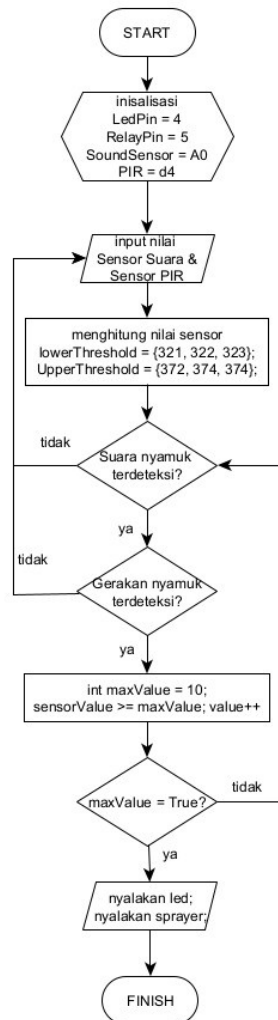 START
inisalisasi
LedPin = 4
RelayPin = 5
SoundSensor = A0
PIR = d4
input nilai
Sensor Suara &
Sensor PIR
menghitung nilai sensor
lowerThreshold = {321, 322, 323};
UpperThreshold = {372, 374, 374};
tidak
Suara nyamuk
terdeteksi?
ya
tidak
Gerakan nyamuk
terdeteksi?
ya
int maxValue = 10;
sensorValue >= maxValue; value++
maxValue = True?
tidak
ya
nyalakan led;
nyalakan sprayer;
FINISH